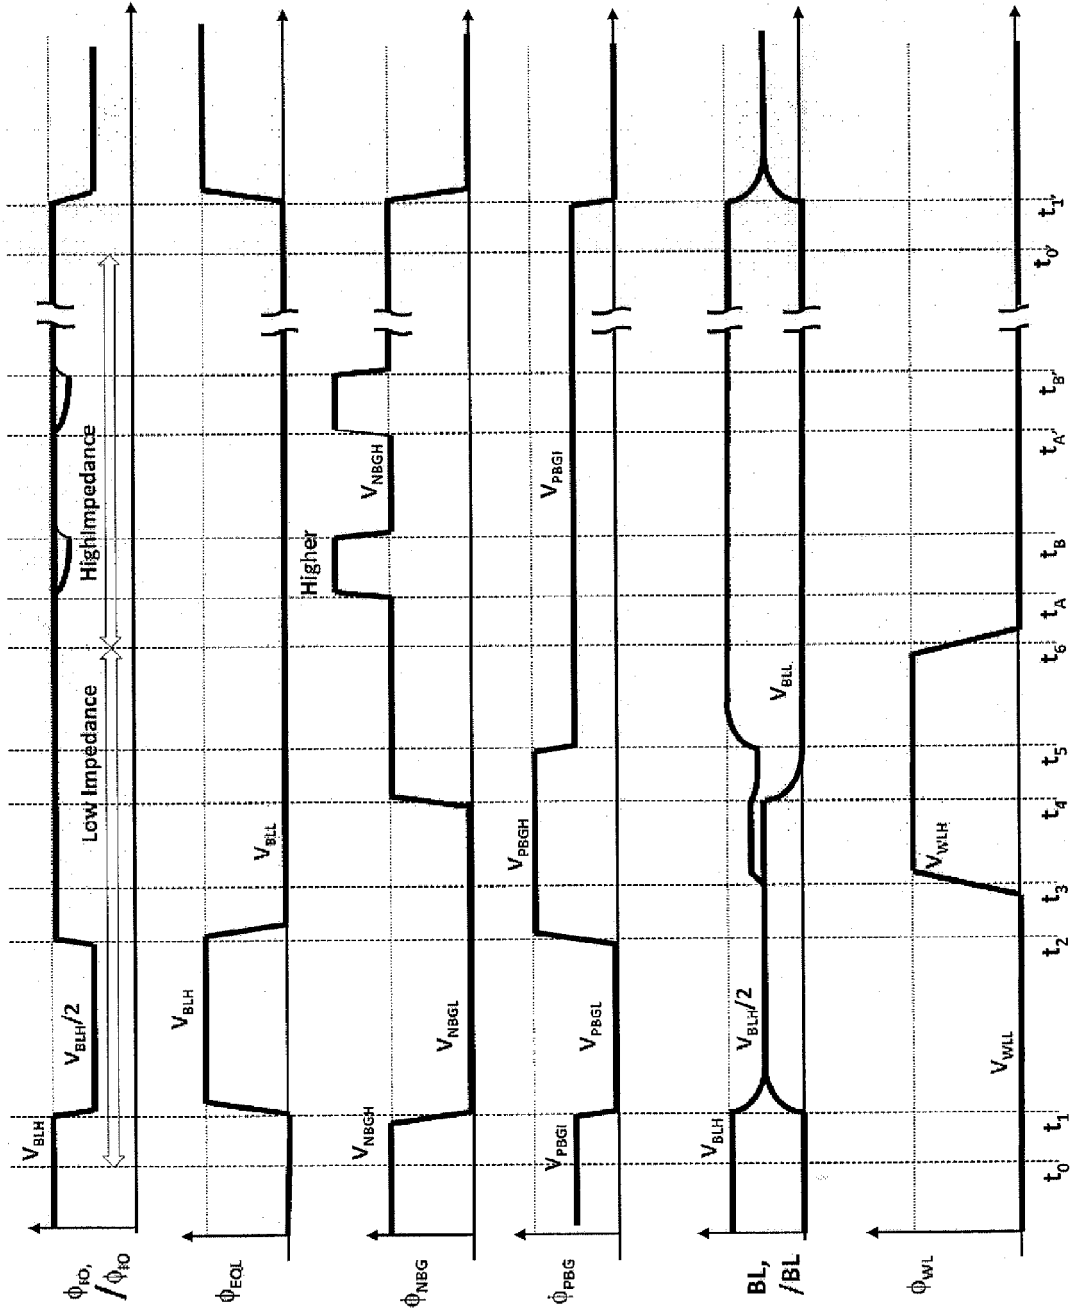 ϕIO,
/ϕIO
VBLH
VBLH/2
Low Impedance
High Impedance
ϕEQL
VBLH
VBLL
ϕNBG
VNBGH
VNBGL
Higher
VNBGH
ϕPBG
VPBGI
VPBGL
VPBGH
VPBGI
BL,
/BL
VBLH
VBLH/2
VBLL
ϕWL
VWLL
VWLH
t0 t1 t2 t3 t4 t5 t6 tA tB tA' tB' t0' t1'